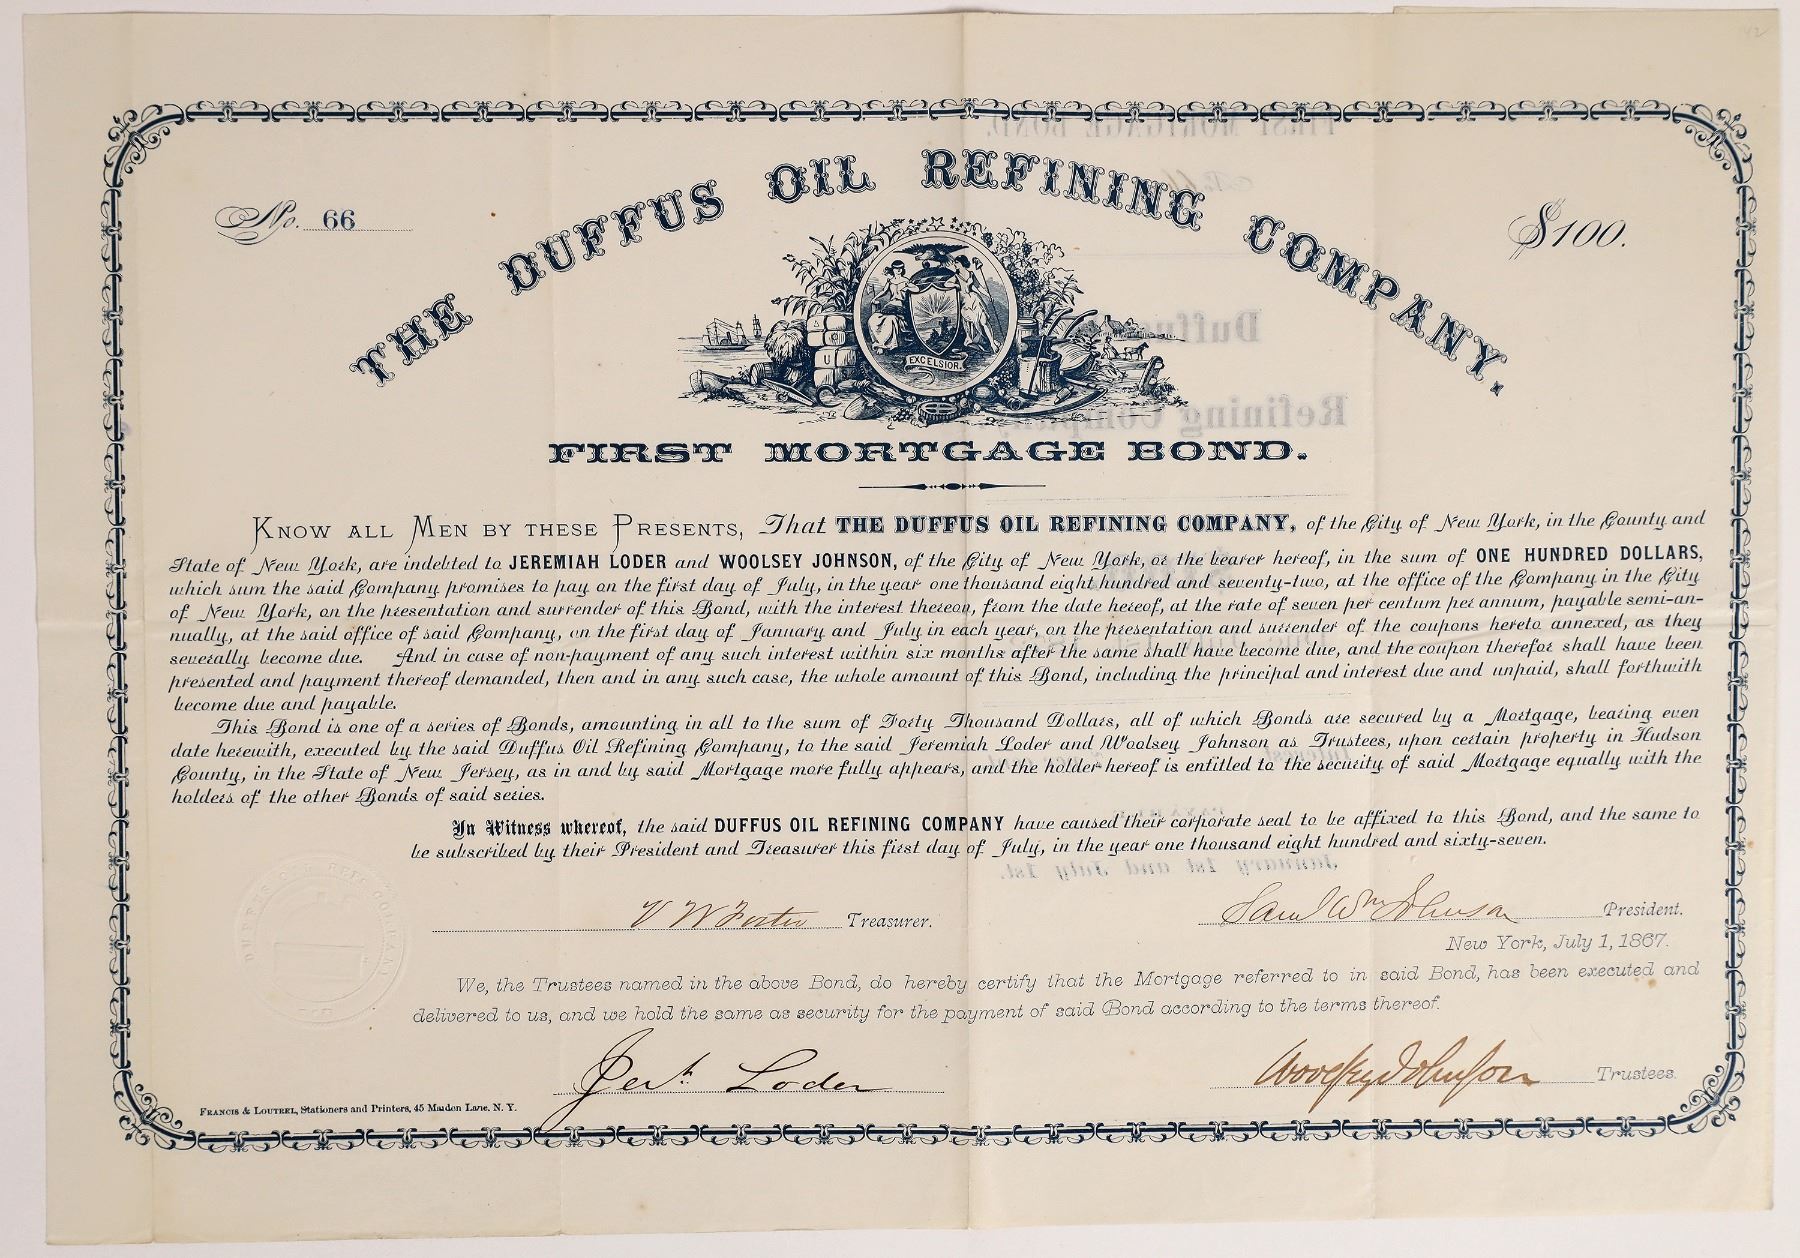 No. 66
$100.
THE DUFFUS OIL REFINING COMPANY.
EXCELSIOR.
FIRST MORTGAGE BOND.
KNOW ALL MEN BY THESE PRESENTS, That THE DUFFUS OIL REFINING COMPANY, of the City of New York, in the County and
State of New York, are indebted to JEREMIAH LODER and WOOLSEY JOHNSON, of the City of New York, or the bearer hereof, in the sum of ONE HUNDRED DOLLARS,
which sum the said Company promises to pay on the first day of July, in the year one thousand eight hundred and seventy-two, at the office of the Company in the City
of New York, on the presentation and surrender of this Bond, with the interest thereon, from the date hereof, at the rate of seven per centum per annum, payable semi-an-
nually, at the said office of said Company, on the first day of January and July in each year, on the presentation and surrender of the coupons hereto annexed, as they
severally become due. And in case of non-payment of any such interest within six months after the same shall have become due, and the coupon therefor shall have been
presented and payment thereof demanded, then and in any such case, the whole amount of this Bond, including the principal and interest due and unpaid, shall forthwith
become due and payable.
This Bond is one of a series of Bonds, amounting in all to the sum of Forty Thousand Dollars, all of which Bonds are secured by a Mortgage, bearing even
date herewith, executed by the said Duffus Oil Refining Company, to the said Jeremiah Loder and Woolsey Johnson as Trustees, upon certain property in Hudson
County, in the State of New Jersey, as in and by said Mortgage more fully appears, and the holder hereof is entitled to the security of said Mortgage equally with the
holders of the other Bonds of said series.
In Witness whereof, the said DUFFUS OIL REFINING COMPANY have caused their corporate seal to be affixed to this Bond, and the same to
be subscribed by their President and Treasurer this first day of July, in the year one thousand eight hundred and sixty-seven.
V W Foster Treasurer.
Saml Wm Johnson President.
New York, July 1, 1867.
We, the Trustees named in the above Bond, do hereby certify that the Mortgage referred to in said Bond, has been executed and
delivered to us, and we hold the same as security for the payment of said Bond according to the terms thereof.
Jerh Loder
Woolsey Johnson Trustees.
FRANCIS & LOUTREL, Stationers and Printers, 45 Maiden Lane, N. Y.